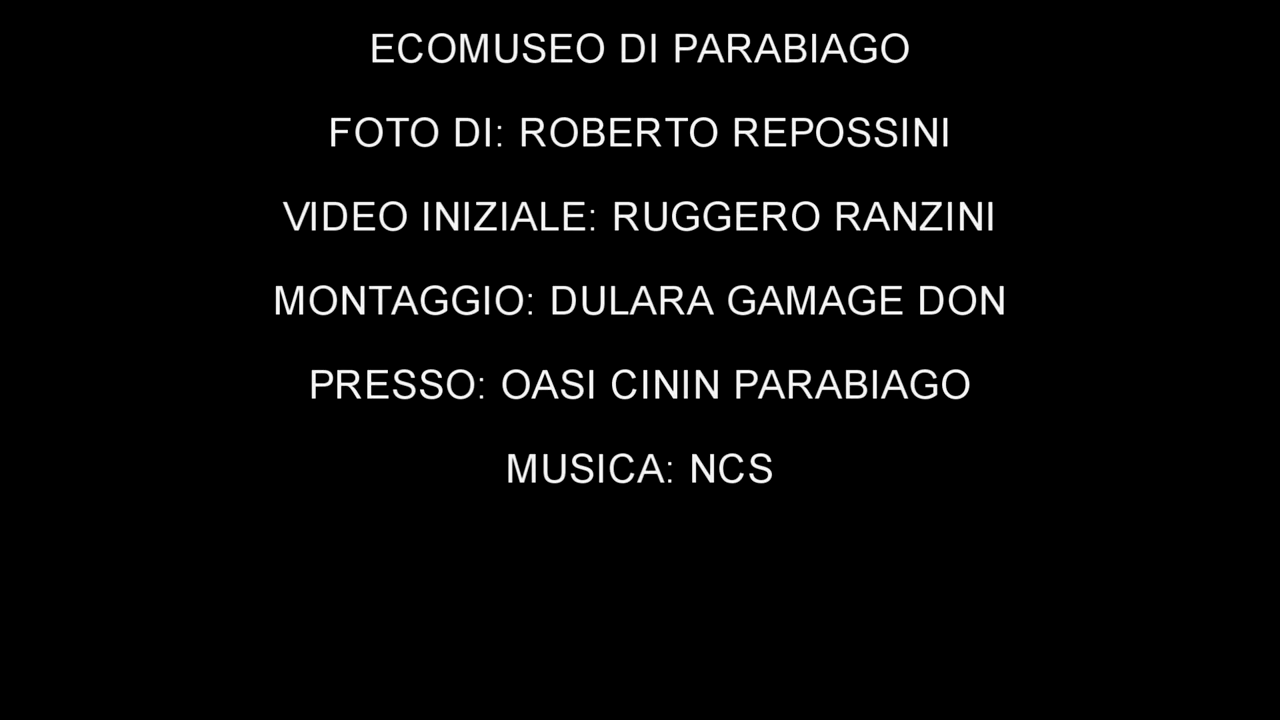 ECOMUSEO DI PARABIAGO
FOTO DI: ROBERTO REPOSSINI
VIDEO INIZIALE: RUGGERO RANZINI
MONTAGGIO: DULARA GAMAGE DON
PRESSO: OASI CININ PARABIAGO
MUSICA: NCS